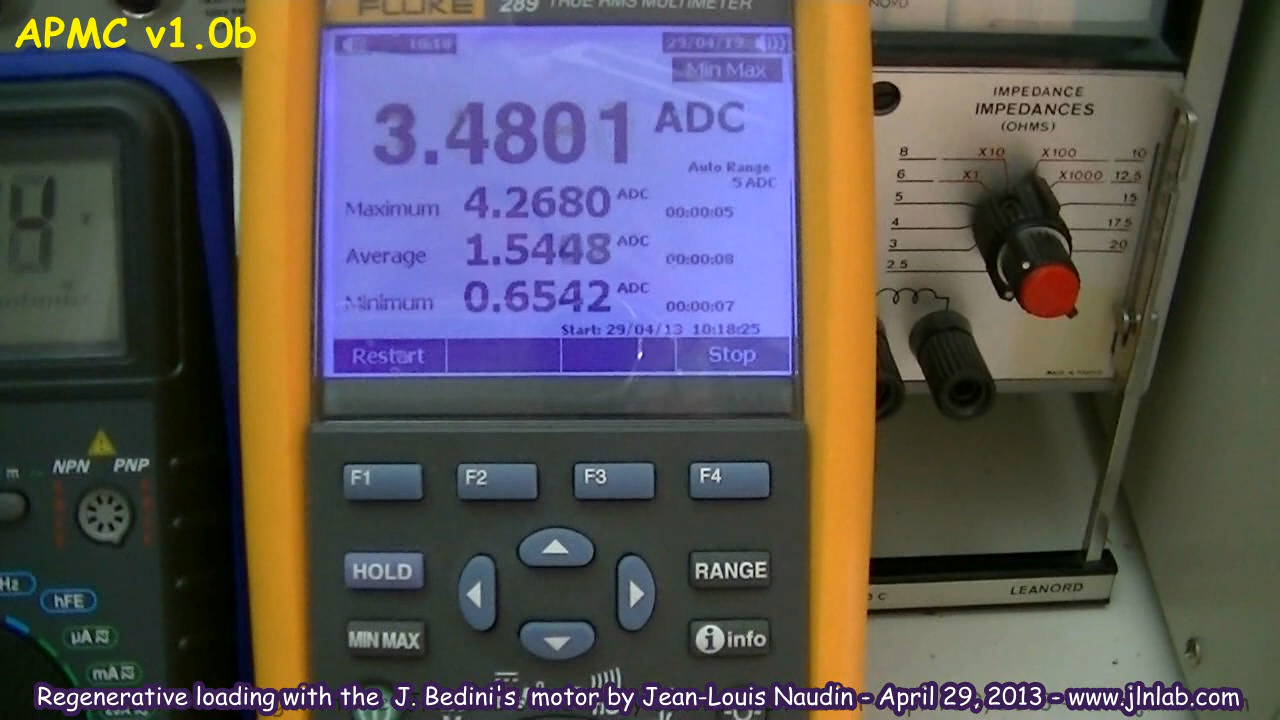 APMC v1.0b
FLUKE 289 TRUE RMS MULTIMETER
10:18 29/04/13
Min Max
3.4801 ADC
Auto Range
5 ADC
Maximum 4.2680 ADC 00:00:05
Average 1.5448 ADC 00:00:08
Minimum 0.6542 ADC 00:00:07
Start: 29/04/13 10:18:25
Restart Stop
F1 F2 F3 F4
HOLD RANGE
MIN MAX i info
4
NPN PNP
Hz hFE
µA
mA
NORD
IMPEDANCE
IMPEDANCES
(OHMS)
8 X10 X100 10
6 X1 X1000 12.5
5 15
4 17.5
3 20
2.5
LEANORD
Regenerative loading with the J. Bedini's motor by Jean-Louis Naudin - April 29, 2013 - www.jlnlab.com